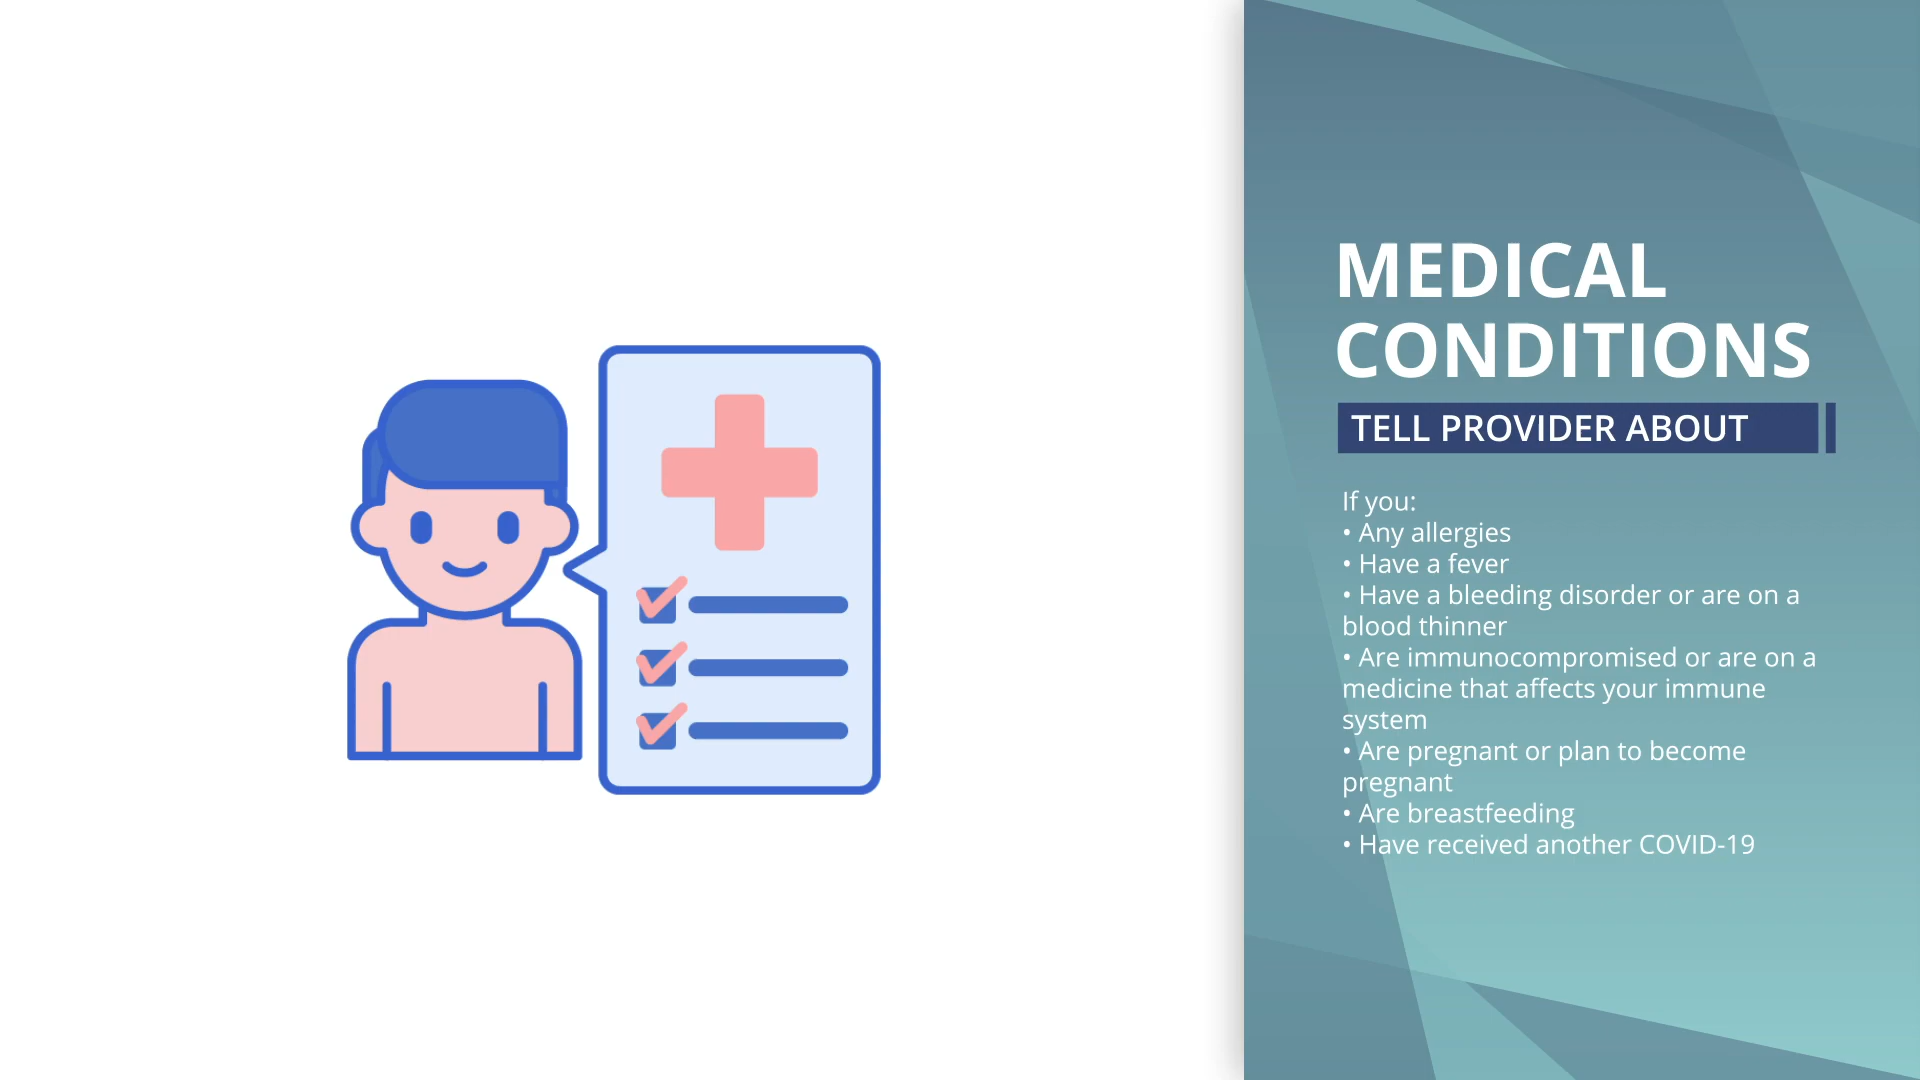 MEDICAL
CONDITIONS
TELL PROVIDER ABOUT
If you:
• Any allergies
• Have a fever
• Have a bleeding disorder or are on a
blood thinner
• Are immunocompromised or are on a
medicine that affects your immune
system
• Are pregnant or plan to become
pregnant
• Are breastfeeding
• Have received another COVID-19